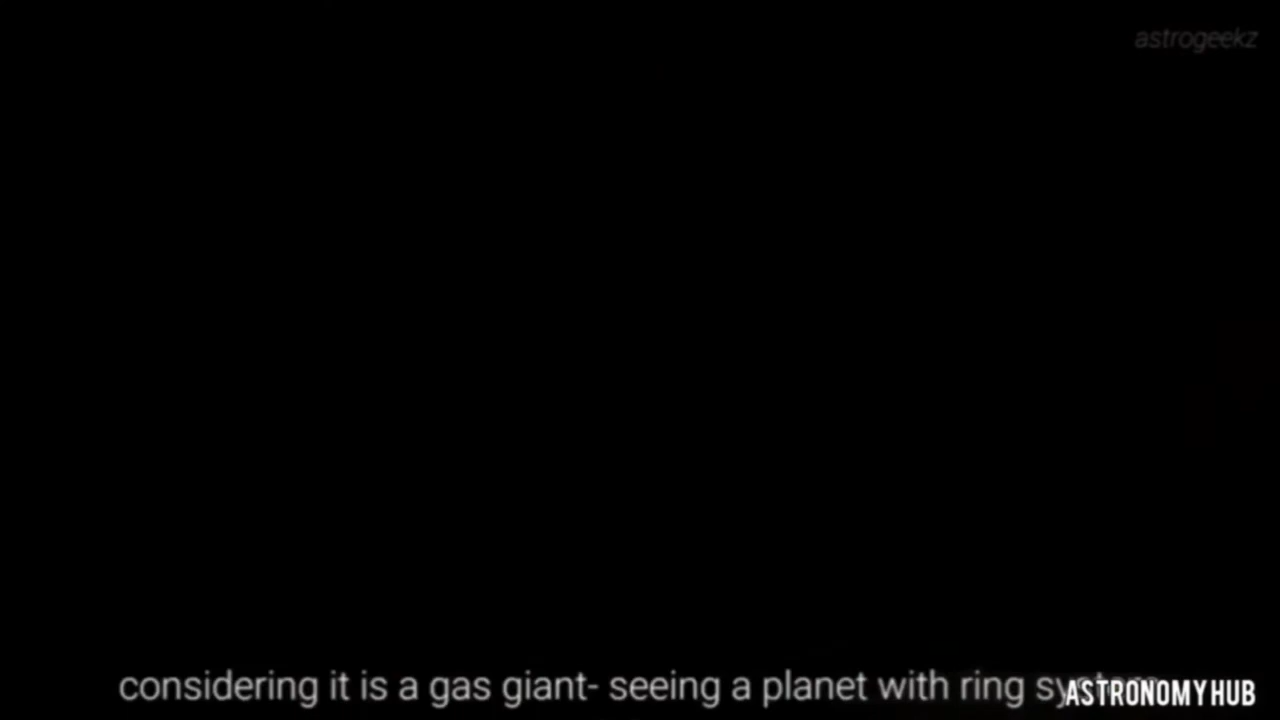 astrogeekz
considering it is a gas giant- seeing a planet with ring
ASTRONOMY HUB